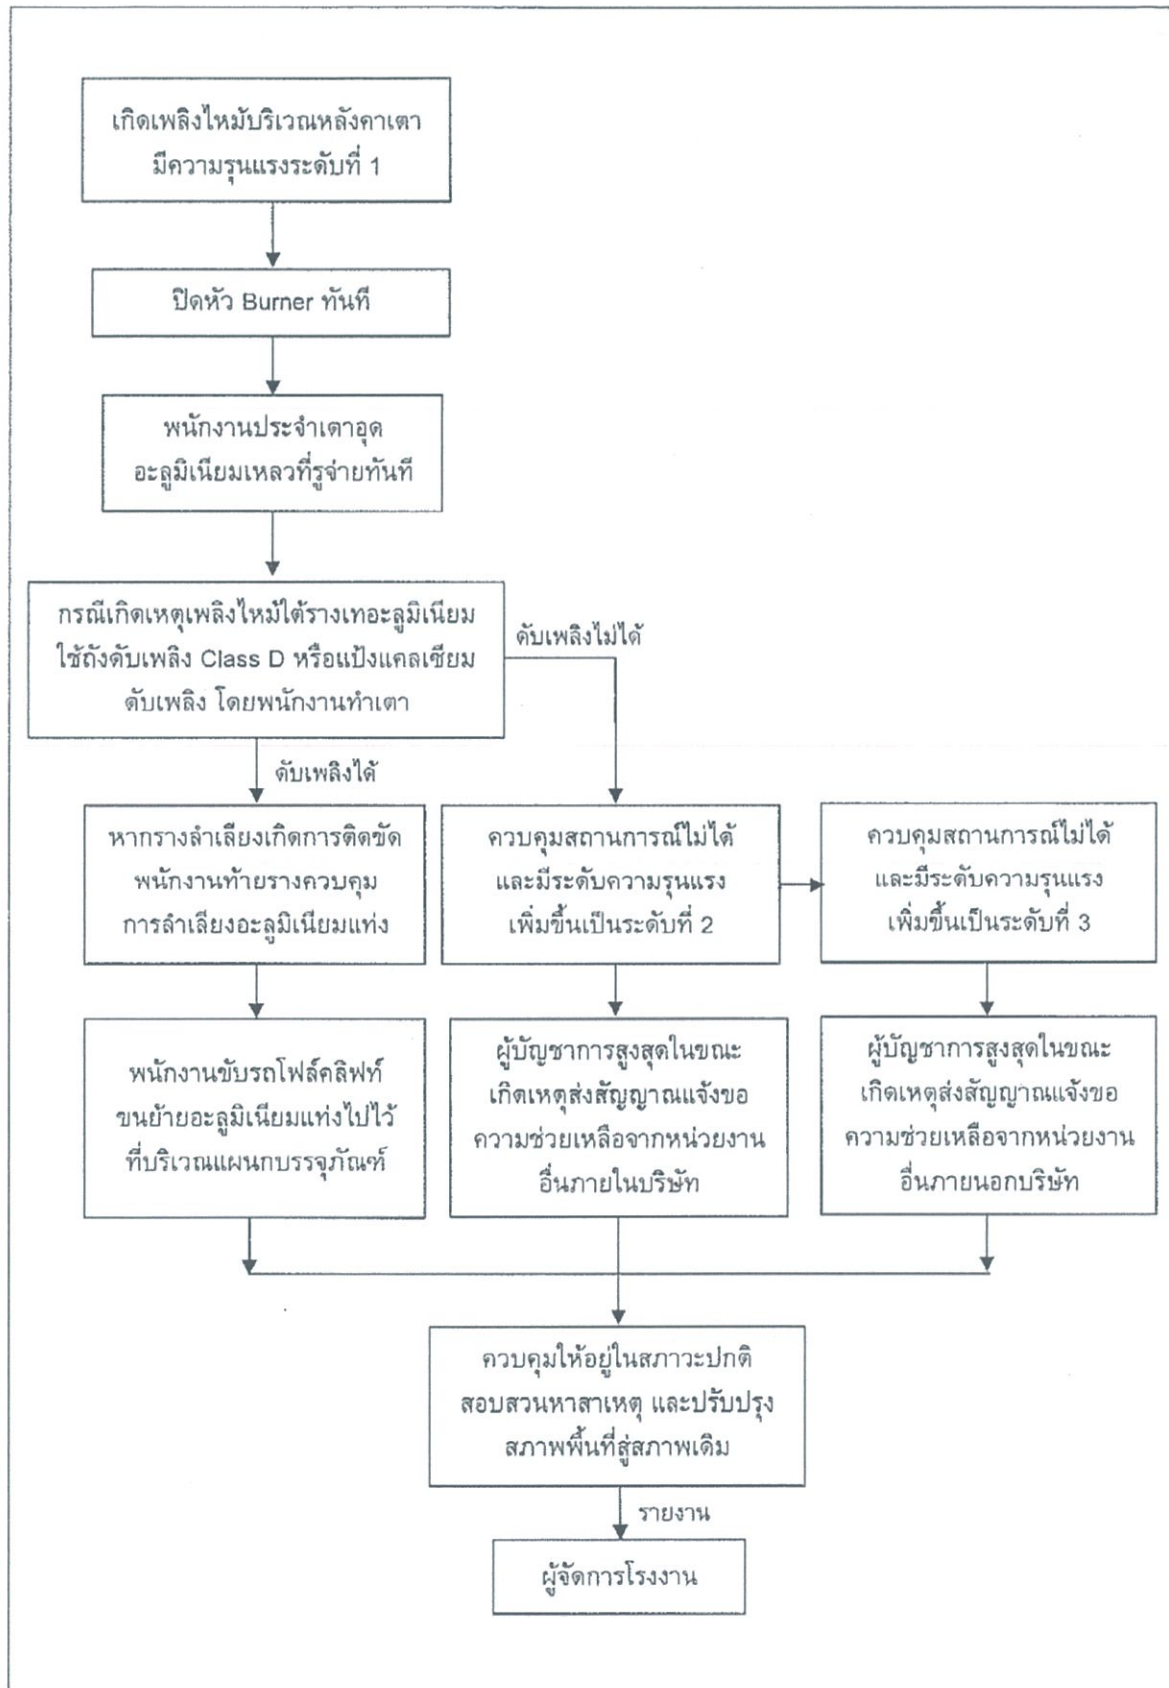 เกิดเพลิงไหม้บริเวณหลังคาเตา
มีความรุนแรงระดับที่ 1
ปิดหัว Burner ทันที
พนักงานประจำเตาอุด
อะลูมิเนียมเหลวที่รูจ่ายทันที
กรณีเกิดเหตุเพลิงไหม้ใต้รางเทอะลูมิเนียม
ใช้ถังดับเพลิง Class D หรือแป้งแคลเซียม
ดับเพลิง โดยพนักงานทำเตา
ดับเพลิงไม่ได้
ดับเพลิงได้
หากรางลำเลียงเกิดการติดขัด
พนักงานท้ายรางควบคุม
การลำเลียงอะลูมิเนียมแท่ง
ควบคุมสถานการณ์ไม่ได้
และมีระดับความรุนแรง
เพิ่มขึ้นเป็นระดับที่ 2
ควบคุมสถานการณ์ไม่ได้
และมีระดับความรุนแรง
เพิ่มขึ้นเป็นระดับที่ 3
พนักงานขับรถโฟล์คลิฟท์
ขนย้ายอะลูมิเนียมแท่งไปไว้
ที่บริเวณแผนกบรรจุภัณฑ์
ผู้บัญชาการสูงสุดในขณะ
เกิดเหตุส่งสัญญาณแจ้งขอ
ความช่วยเหลือจากหน่วยงาน
อื่นภายในบริษัท
ผู้บัญชาการสูงสุดในขณะ
เกิดเหตุส่งสัญญาณแจ้งขอ
ความช่วยเหลือจากหน่วยงาน
อื่นภายนอกบริษัท
ควบคุมให้อยู่ในสภาวะปกติ
สอบสวนหาสาเหตุ และปรับปรุง
สภาพพื้นที่สู่สภาพเดิม
รายงาน
ผู้จัดการโรงงาน